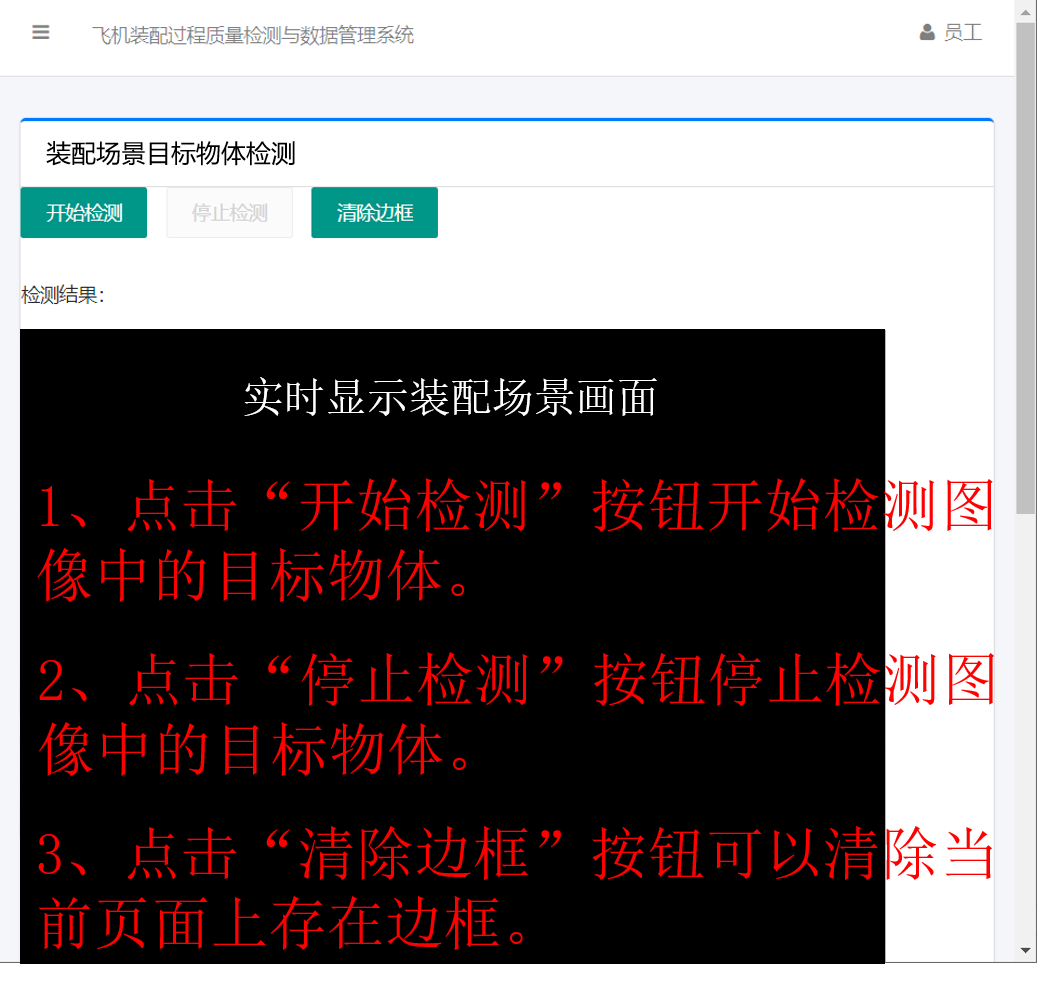 飞机装配过程质量检测与数据管理系统
员工
装配场景目标物体检测
开始检测
停止检测
清除边框
检测结果：
实时显示装配场景画面
1、点击“开始检测”按钮开始检测图
像中的目标物体。
2、点击“停止检测”按钮停止检测图
像中的目标物体。
3、点击“清除边框”按钮可以清除当
前页面上存在边框。